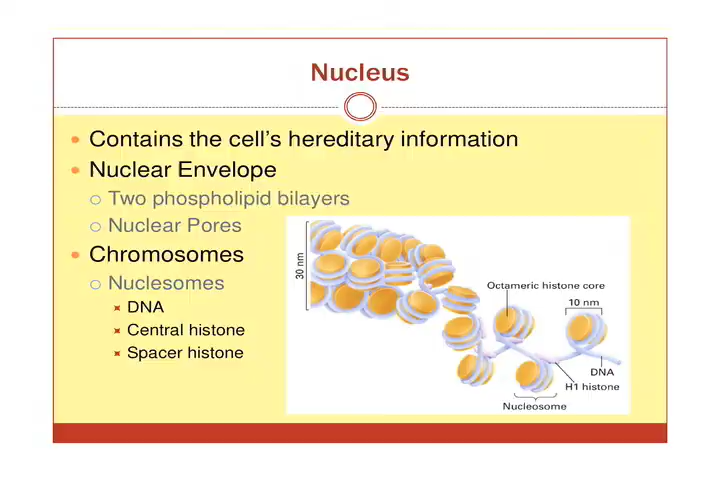 Nucleus
Contains the cell's hereditary information
Nuclear Envelope
Two phospholipid bilayers
Nuclear Pores
Chromosomes
Nuclesomes
DNA
Central histone
Spacer histone
30 nm
Octameric histone core
10 nm
DNA
H1 histone
Nucleosome